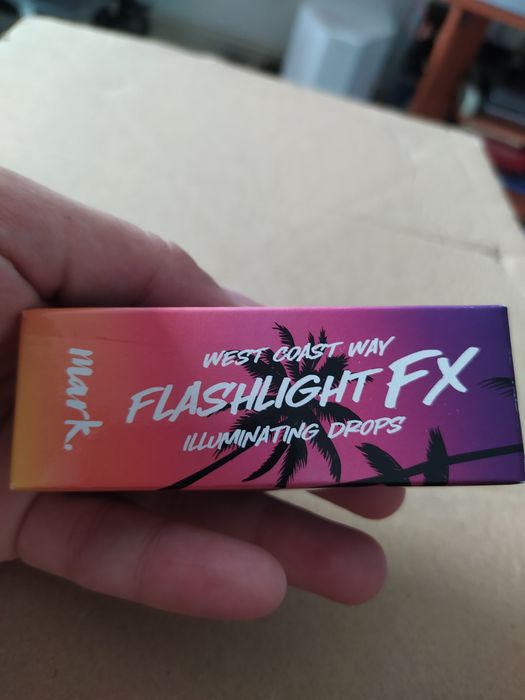 mark.
WEST COAST WAY
FLASHLIGHT FX
ILLUMINATING DROPS